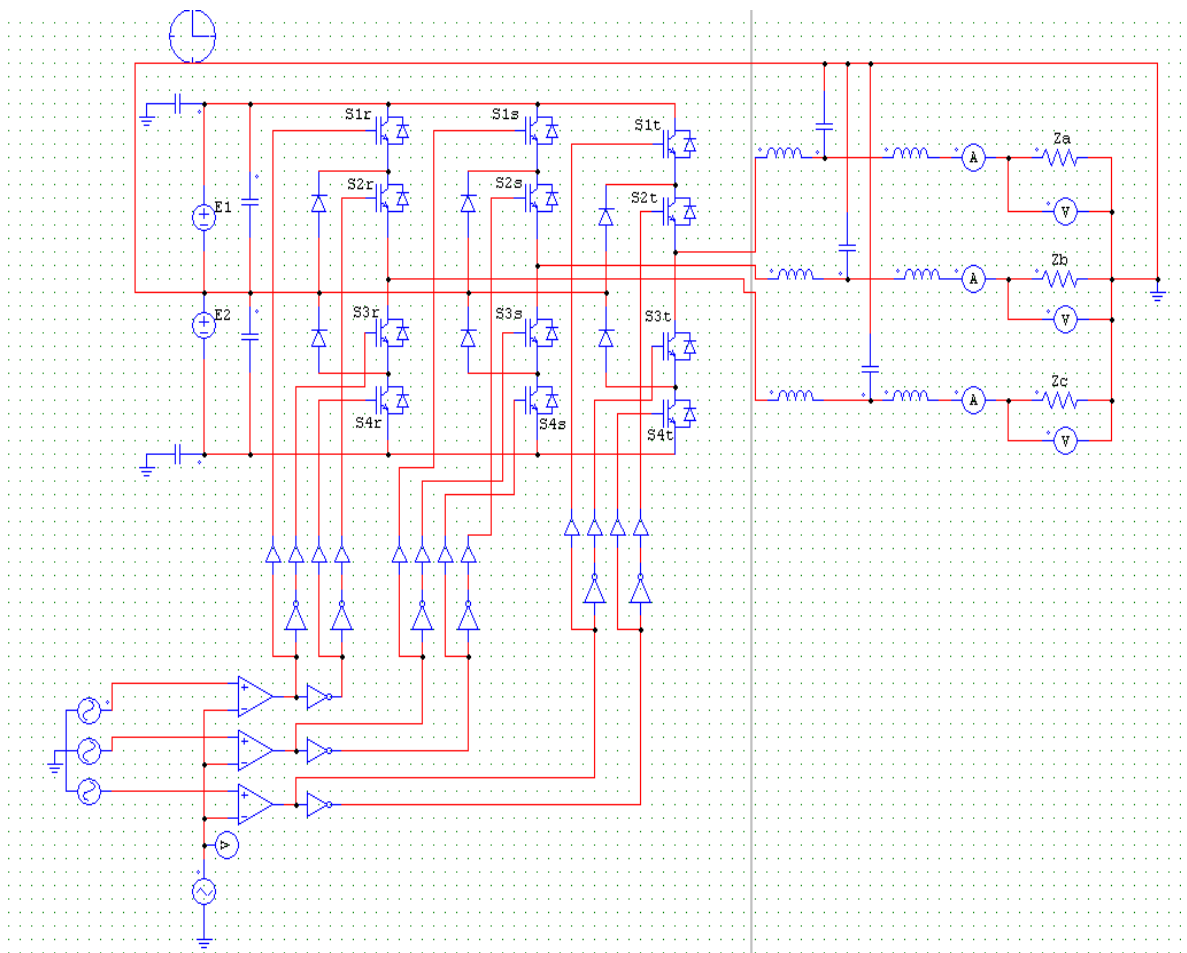 S1r
S1s
S1t
Za
S2r
S2s
S2t
E1
V
A
Zb
E2
S3r
S3s
S3t
A
V
Zc
S4r
S4s
S4t
A
V
V